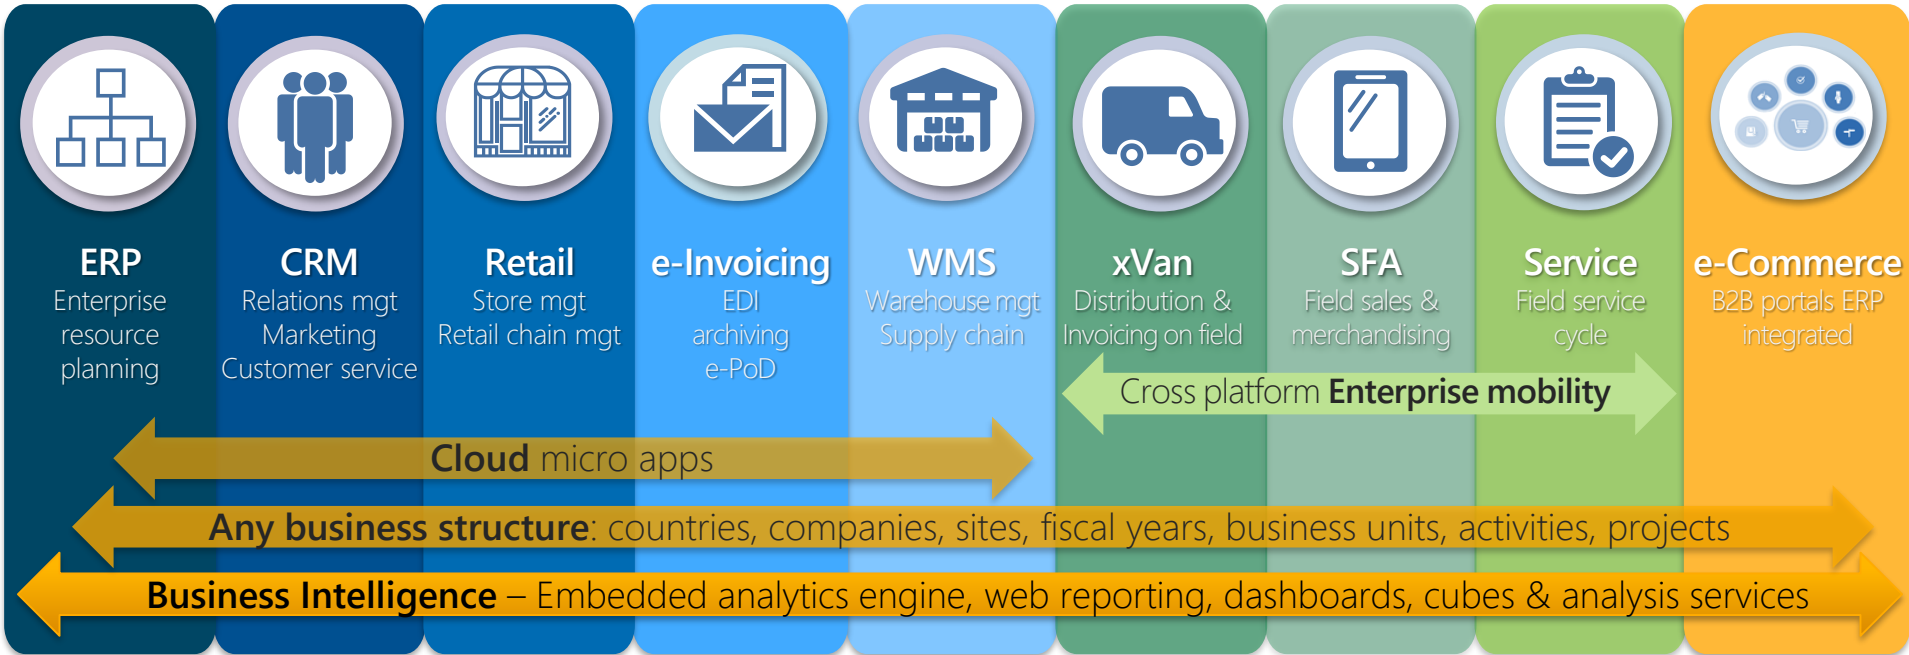 ERP
Enterprise
resource
planning
CRM
Relations mgt
Marketing
Customer service
Retail
Store mgt
Retail chain mgt
e-Invoicing
EDI
archiving
e-PoD
WMS
Warehouse mgt
Supply chain
xVan
Distribution &
Invoicing on field
SFA
Field sales &
merchandising
Service
Field service
cycle
e-Commerce
B2B portals ERP
integrated
Cross platform Enterprise mobility
Cloud micro apps
Any business structure: countries, companies, sites, fiscal years, business units, activities, projects
Business Intelligence – Embedded analytics engine, web reporting, dashboards, cubes & analysis services